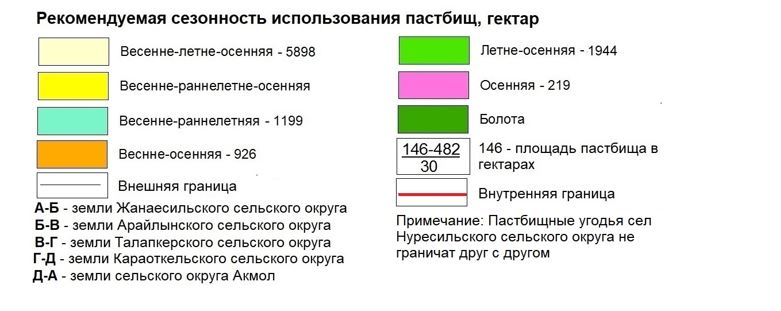 Рекомендуемая сезонность использования пастбищ, гектар
Весенне-летне-осенняя - 5898
Весенне-раннелетне-осенняя
Весенне-раннелетняя - 1199
Веснне-осенняя - 926
Внешняя граница
А-Б - земли Жанаесильского сельского округа
Б-В - земли Арайлынского сельского округа
В-Г - земли Талапкерского сельского округа
Г-Д - земли Караоткельского сельского округа
Д-А - земли сельского округа Акмол
Летне-осенняя - 1944
Осенняя - 219
Болота
146-482
30
146 - площадь пастбища в
гектарах
Внутренняя граница
Примечание: Пастбищные угодья сел
Нуресильского сельского округа не
граничат друг с другом